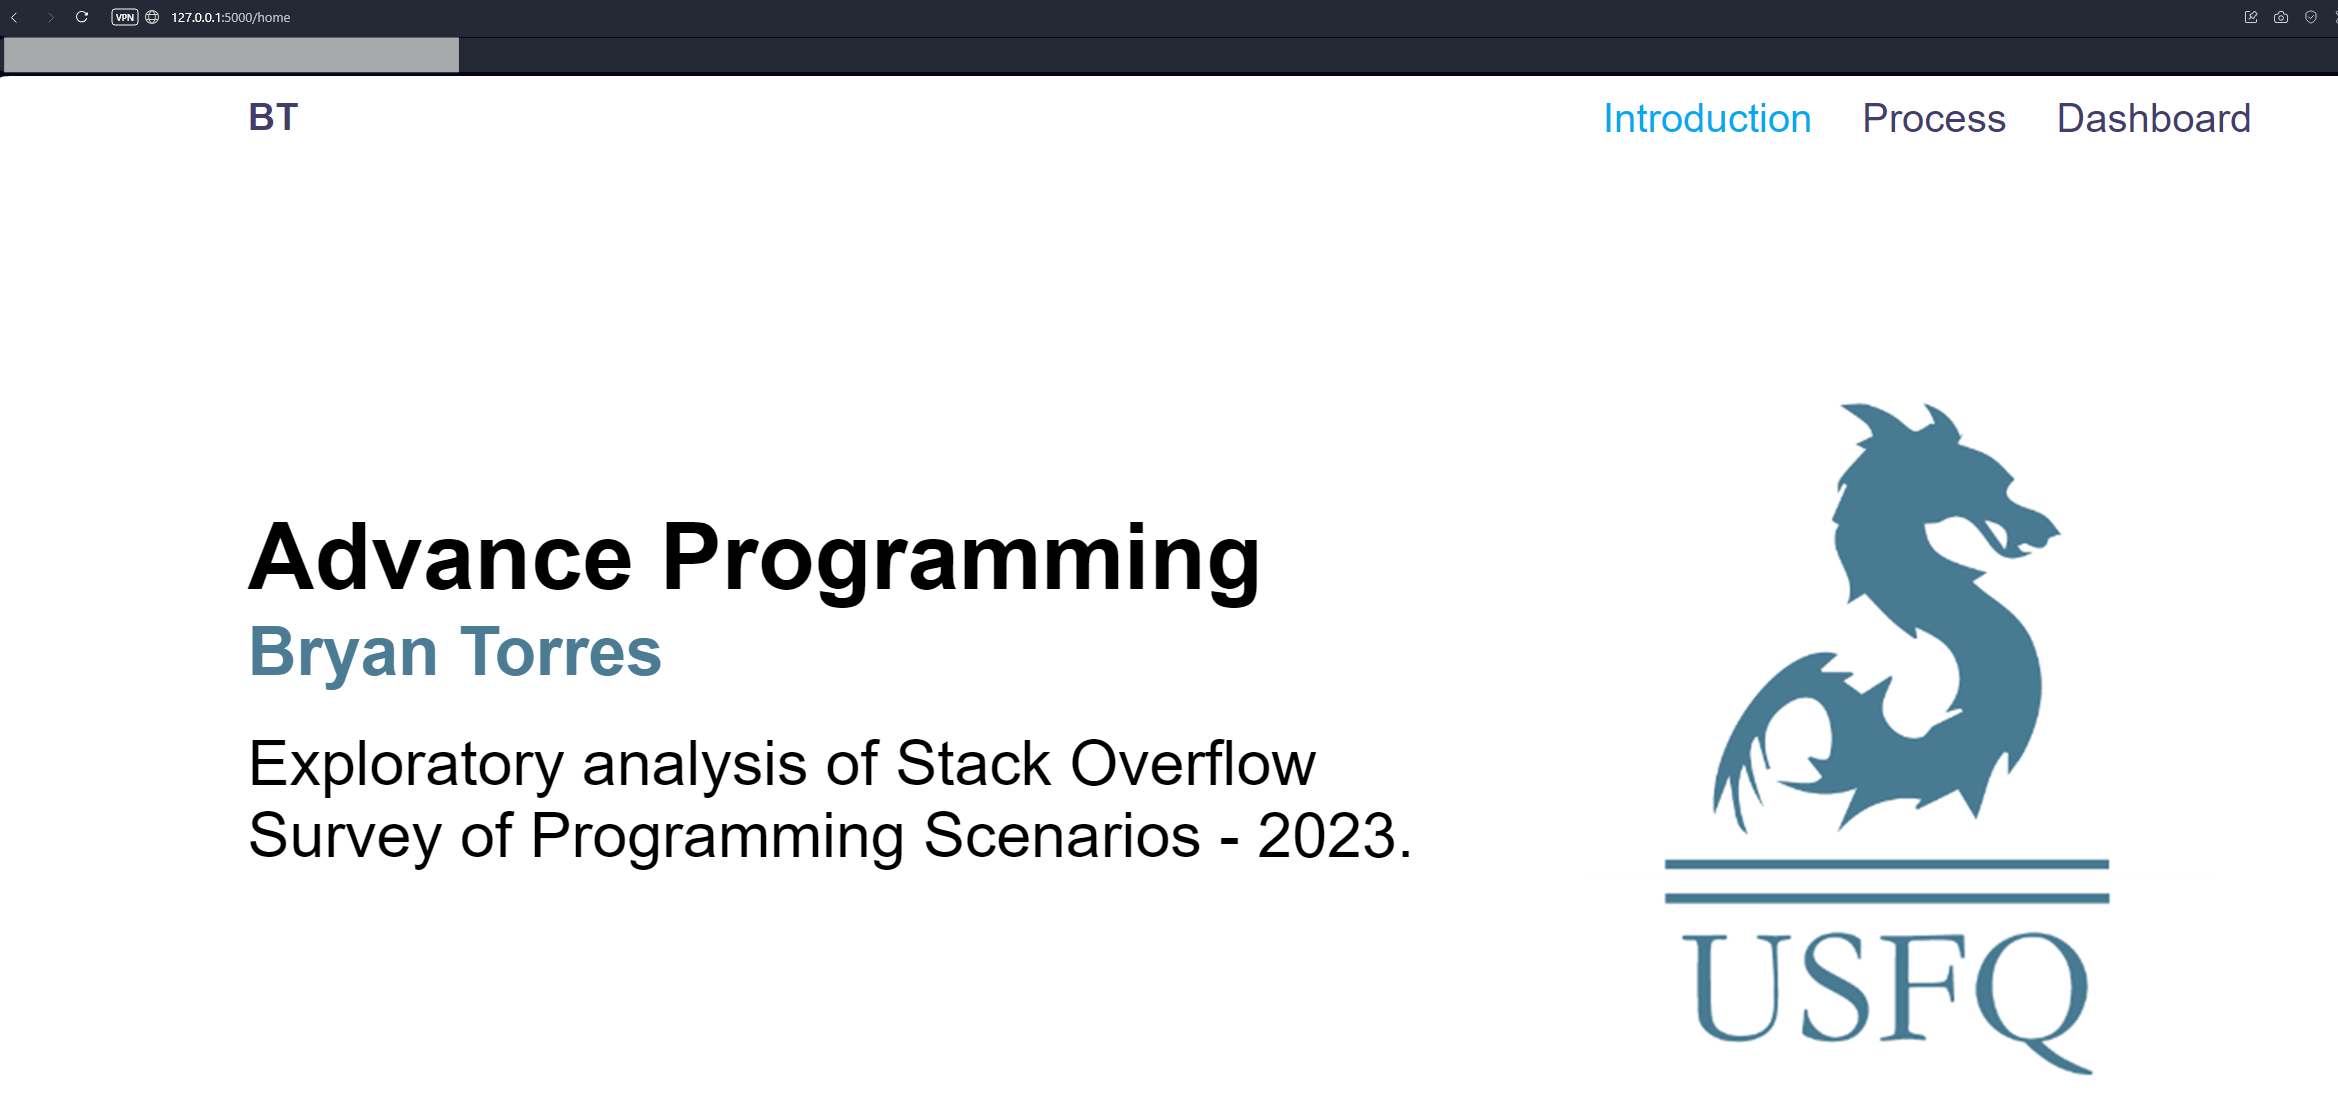 VPN 127.0.0.1:5000/home
BT Introduction Process Dashboard
Advance Programming
Bryan Torres
Exploratory analysis of Stack Overflow
Survey of Programming Scenarios - 2023.
USFQ